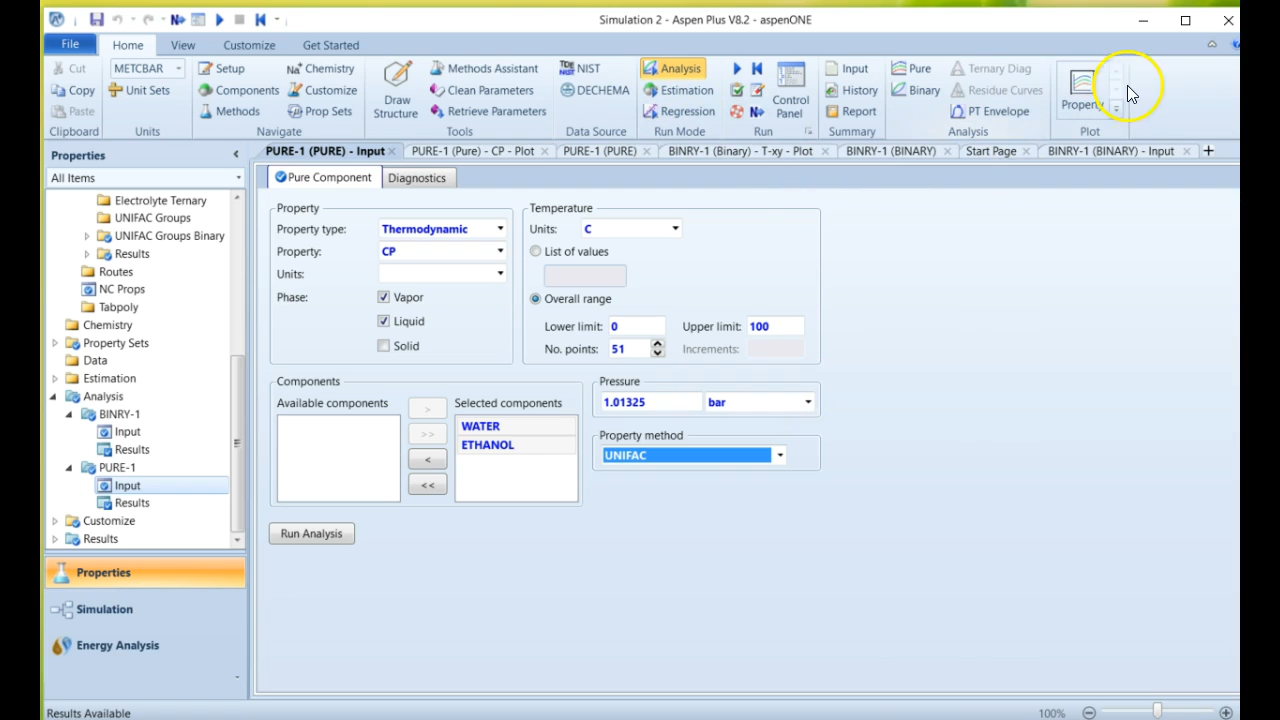 Simulation 2 - Aspen Plus V8.2 - aspenONE
File Home View Customize Get Started
Cut METCBAR Setup Chemistry Methods Assistant NIST Analysis Input Pure Ternary Diag
Copy Unit Sets Components Customize Clean Parameters DECHEMA Estimation History Binary Residue Curves
Paste Methods Prop Sets Draw Structure Retrieve Parameters Regression Control Panel Report PT Envelope Property
Clipboard Units Navigate Tools Data Source Run Mode Run Summary Analysis Plot
Properties
PURE-1 (PURE) - Input PURE-1 (Pure) - CP - Plot PURE-1 (PURE) BINRY-1 (Binary) - T-xy - Plot BINRY-1 (BINARY) Start Page BINRY-1 (BINARY) - Input
All Items
Electrolyte Ternary
UNIFAC Groups
UNIFAC Groups Binary
Results
Routes
NC Props
Tabpoly
Chemistry
Property Sets
Data
Estimation
Analysis
BINRY-1
Input
Results
PURE-1
Input
Results
Customize
Results
Properties
Simulation
Energy Analysis
Pure Component Diagnostics
Property
Property type: Thermodynamic
Property: CP
Units:
Phase: Vapor
Liquid
Solid
Temperature
Units: C
List of values
Overall range
Lower limit: 0 Upper limit: 100
No. points: 51 Increments:
Components
Available components Selected components
> WATER
>> ETHANOL
<
<<
Pressure
1.01325 bar
Property method
UNIFAC
Run Analysis
Results Available 100%